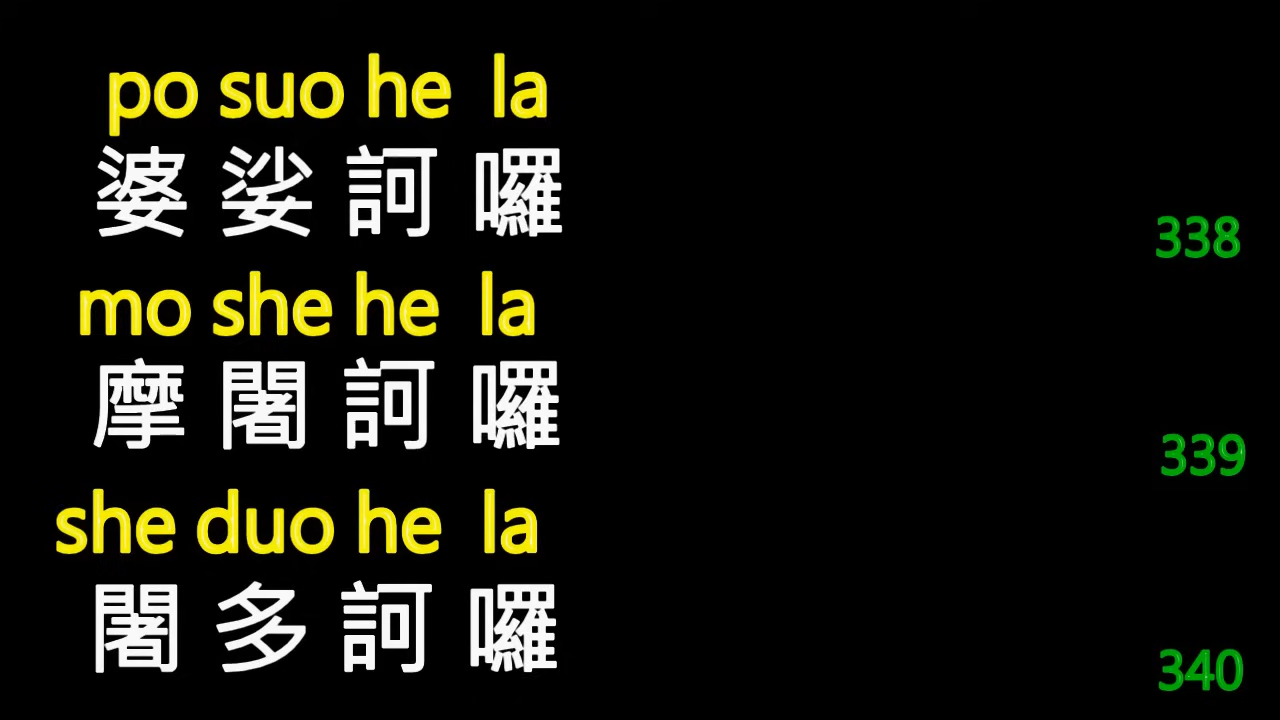 po suo he la
婆 娑 訶 囉
338
mo she he la
摩 闍 訶 囉
339
she duo he la
闍 多 訶 囉
340